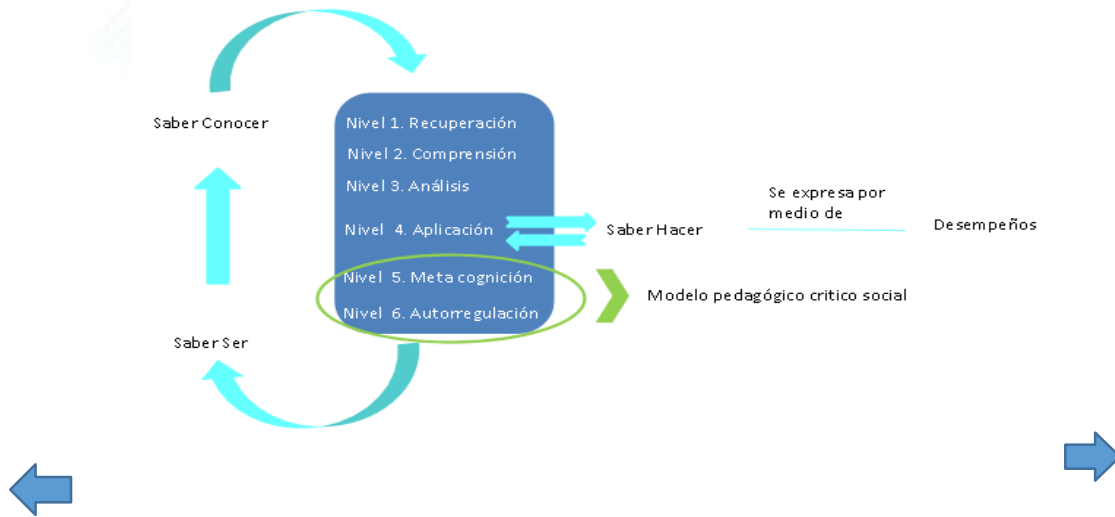 Saber Conocer
Nivel 1. Recuperación
Nivel 2. Comprensión
Nivel 3. Análisis
Nivel 4. Aplicación
Nivel 5. Meta cognición
Nivel 6. Autorregulación
Saber Hacer
Se expresa por
medio de
Desempeños
Modelo pedagógico critico social
Saber Ser